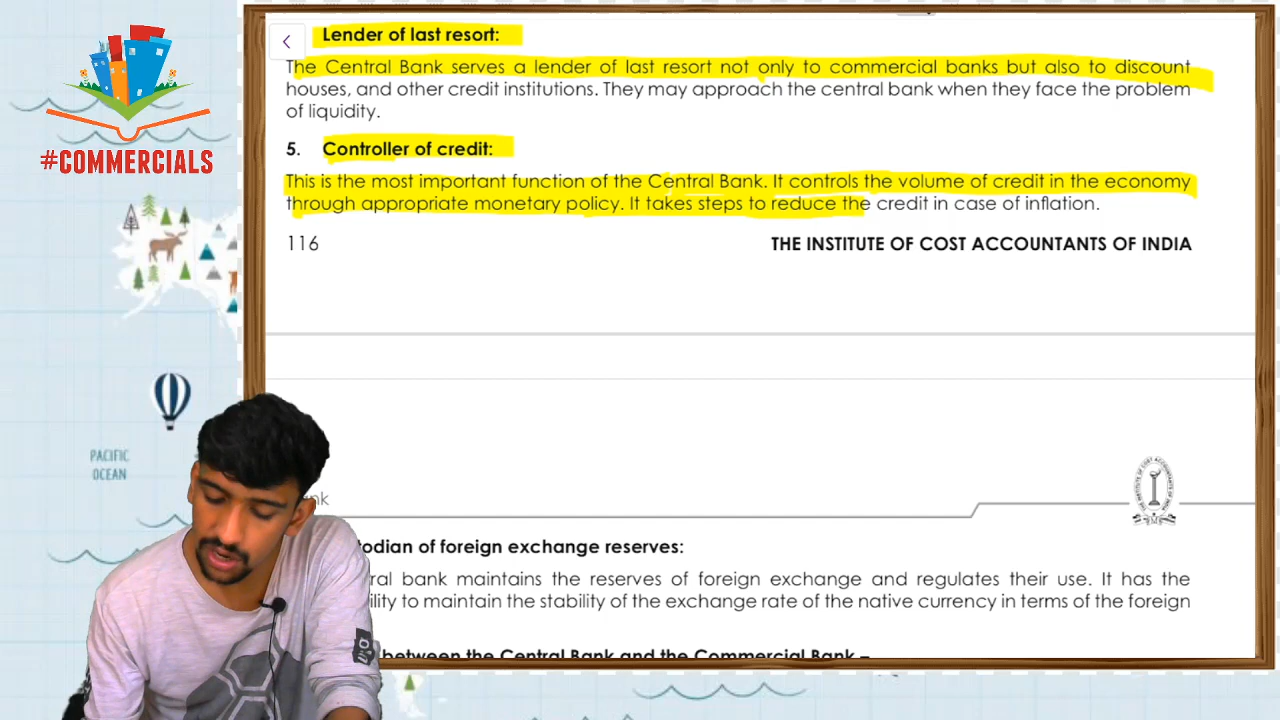 Lender of last resort:
The Central Bank serves a lender of last resort not only to commercial banks but also to discount
houses, and other credit institutions. They may approach the central bank when they face the problem
of liquidity.
5. Controller of credit:
This is the most important function of the Central Bank. It controls the volume of credit in the economy
through appropriate monetary policy. It takes steps to reduce the credit in case of inflation.
116 THE INSTITUTE OF COST ACCOUNTANTS OF INDIA
#COMMERCIALS
PACIFIC
OCEAN
nk
todian of foreign exchange reserves:
ral bank maintains the reserves of foreign exchange and regulates their use. It has the
ility to maintain the stability of the exchange rate of the native currency in terms of the foreign
between the Central Bank and the Commercial Bank –